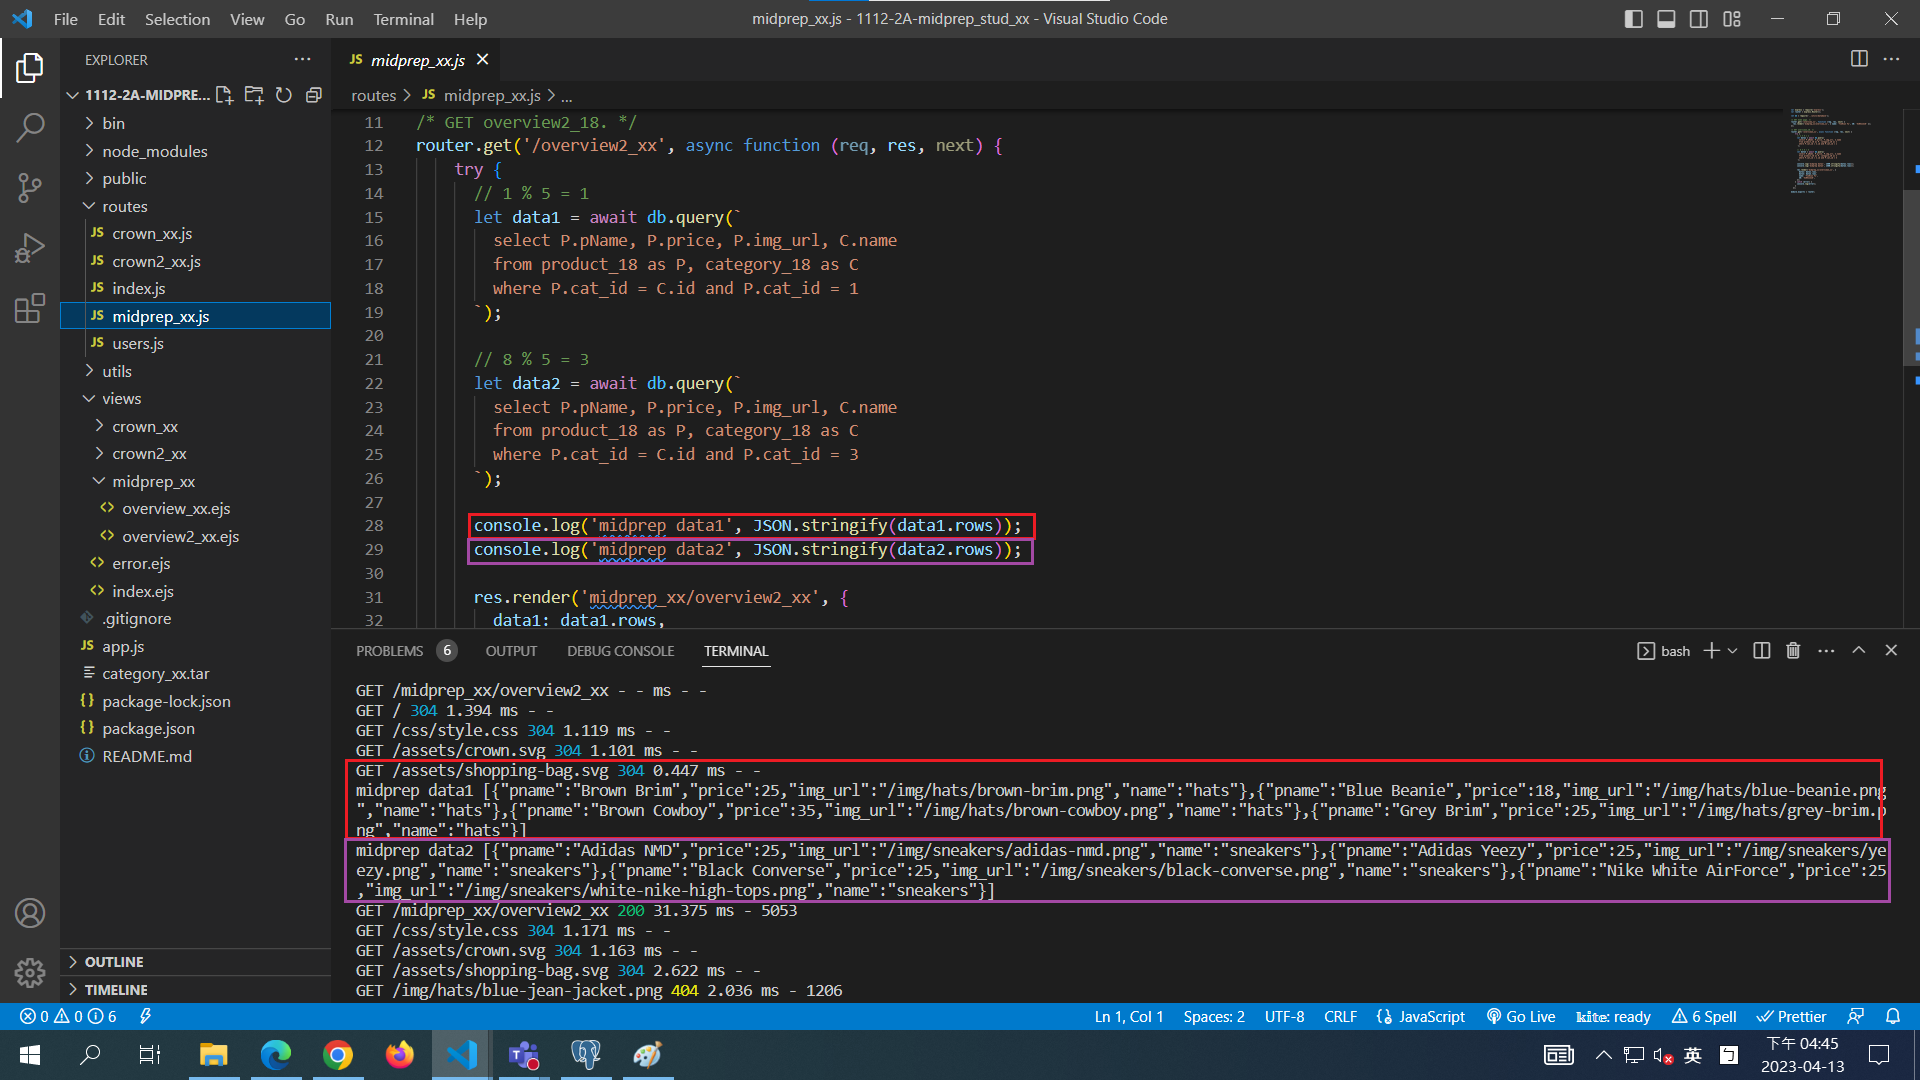 File Edit Selection View Go Run Terminal Help
midprep_xx.js - 1112-2A-midprep_stud_xx - Visual Studio Code
EXPLORER
1112-2A-MIDPRE...
bin
node_modules
public
routes
JS crown_xx.js
JS crown2_xx.js
JS index.js
JS midprep_xx.js
JS users.js
utils
views
crown_xx
crown2_xx
midprep_xx
<> overview_xx.ejs
<> overview2_xx.ejs
<> error.ejs
<> index.ejs
.gitignore
JS app.js
category_xx.tar
{} package-lock.json
{} package.json
README.md
OUTLINE
TIMELINE
JS midprep_xx.js
routes > JS midprep_xx.js > ...
11 /* GET overview2_18. */
12 router.get('/overview2_xx', async function (req, res, next) {
13 try {
14 // 1 % 5 = 1
15 let data1 = await db.query(`
16 select P.pName, P.price, P.img_url, C.name
17 from product_18 as P, category_18 as C
18 where P.cat_id = C.id and P.cat_id = 1
19 `);
20
21 // 8 % 5 = 3
22 let data2 = await db.query(`
23 select P.pName, P.price, P.img_url, C.name
24 from product_18 as P, category_18 as C
25 where P.cat_id = C.id and P.cat_id = 3
26 `);
27
28 console.log('midprep data1', JSON.stringify(data1.rows));
29 console.log('midprep data2', JSON.stringify(data2.rows));
30
31 res.render('midprep_xx/overview2_xx', {
32 data1: data1.rows,
PROBLEMS 6 OUTPUT DEBUG CONSOLE TERMINAL
bash
GET /midprep_xx/overview2_xx - - ms - -
GET / 304 1.394 ms - -
GET /css/style.css 304 1.119 ms - -
GET /assets/crown.svg 304 1.101 ms - -
GET /assets/shopping-bag.svg 304 0.447 ms - -
midprep data1 [{"pname":"Brown Brim","price":25,"img_url":"/img/hats/brown-brim.png","name":"hats"},{"pname":"Blue Beanie","price":18,"img_url":"/img/hats/blue-beanie.png
","name":"hats"},{"pname":"Brown Cowboy","price":35,"img_url":"/img/hats/brown-cowboy.png","name":"hats"},{"pname":"Grey Brim","price":25,"img_url":"/img/hats/grey-brim.p
ng","name":"hats"}]
midprep data2 [{"pname":"Adidas NMD","price":25,"img_url":"/img/sneakers/adidas-nmd.png","name":"sneakers"},{"pname":"Adidas Yeezy","price":25,"img_url":"/img/sneakers/ye
ezy.png","name":"sneakers"},{"pname":"Black Converse","price":25,"img_url":"/img/sneakers/black-converse.png","name":"sneakers"},{"pname":"Nike White AirForce","price":25
,"img_url":"/img/sneakers/white-nike-high-tops.png","name":"sneakers"}]
GET /midprep_xx/overview2_xx 200 31.375 ms - 5053
GET /css/style.css 304 1.171 ms - -
GET /assets/crown.svg 304 1.163 ms - -
GET /assets/shopping-bag.svg 304 2.622 ms - -
GET /img/hats/blue-jean-jacket.png 404 2.036 ms - 1206
0 0 6
Ln 1, Col 1 Spaces: 2 UTF-8 CRLF JavaScript Go Live kite: ready 6 Spell Prettier
英 ㄅ
下午 04:45
2023-04-13